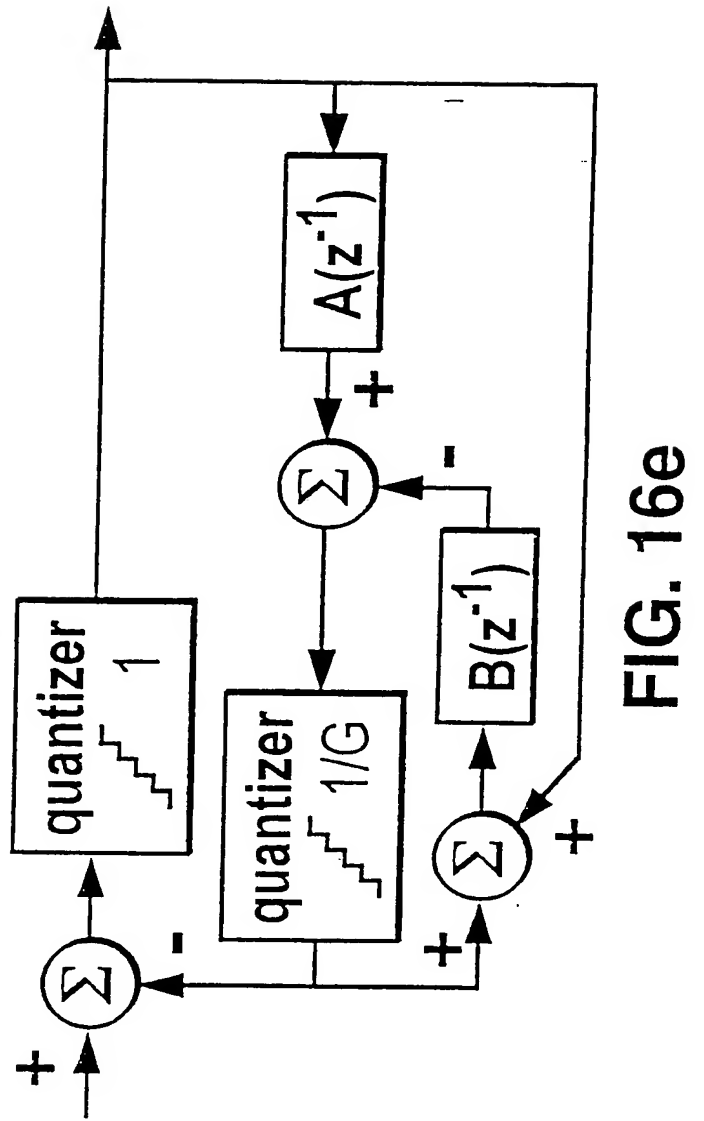 +
Σ
-
quantizer
1
quantizer
1/G
Σ
+
A(z⁻¹)
-
+
Σ
+
B(z⁻¹)
FIG. 16e